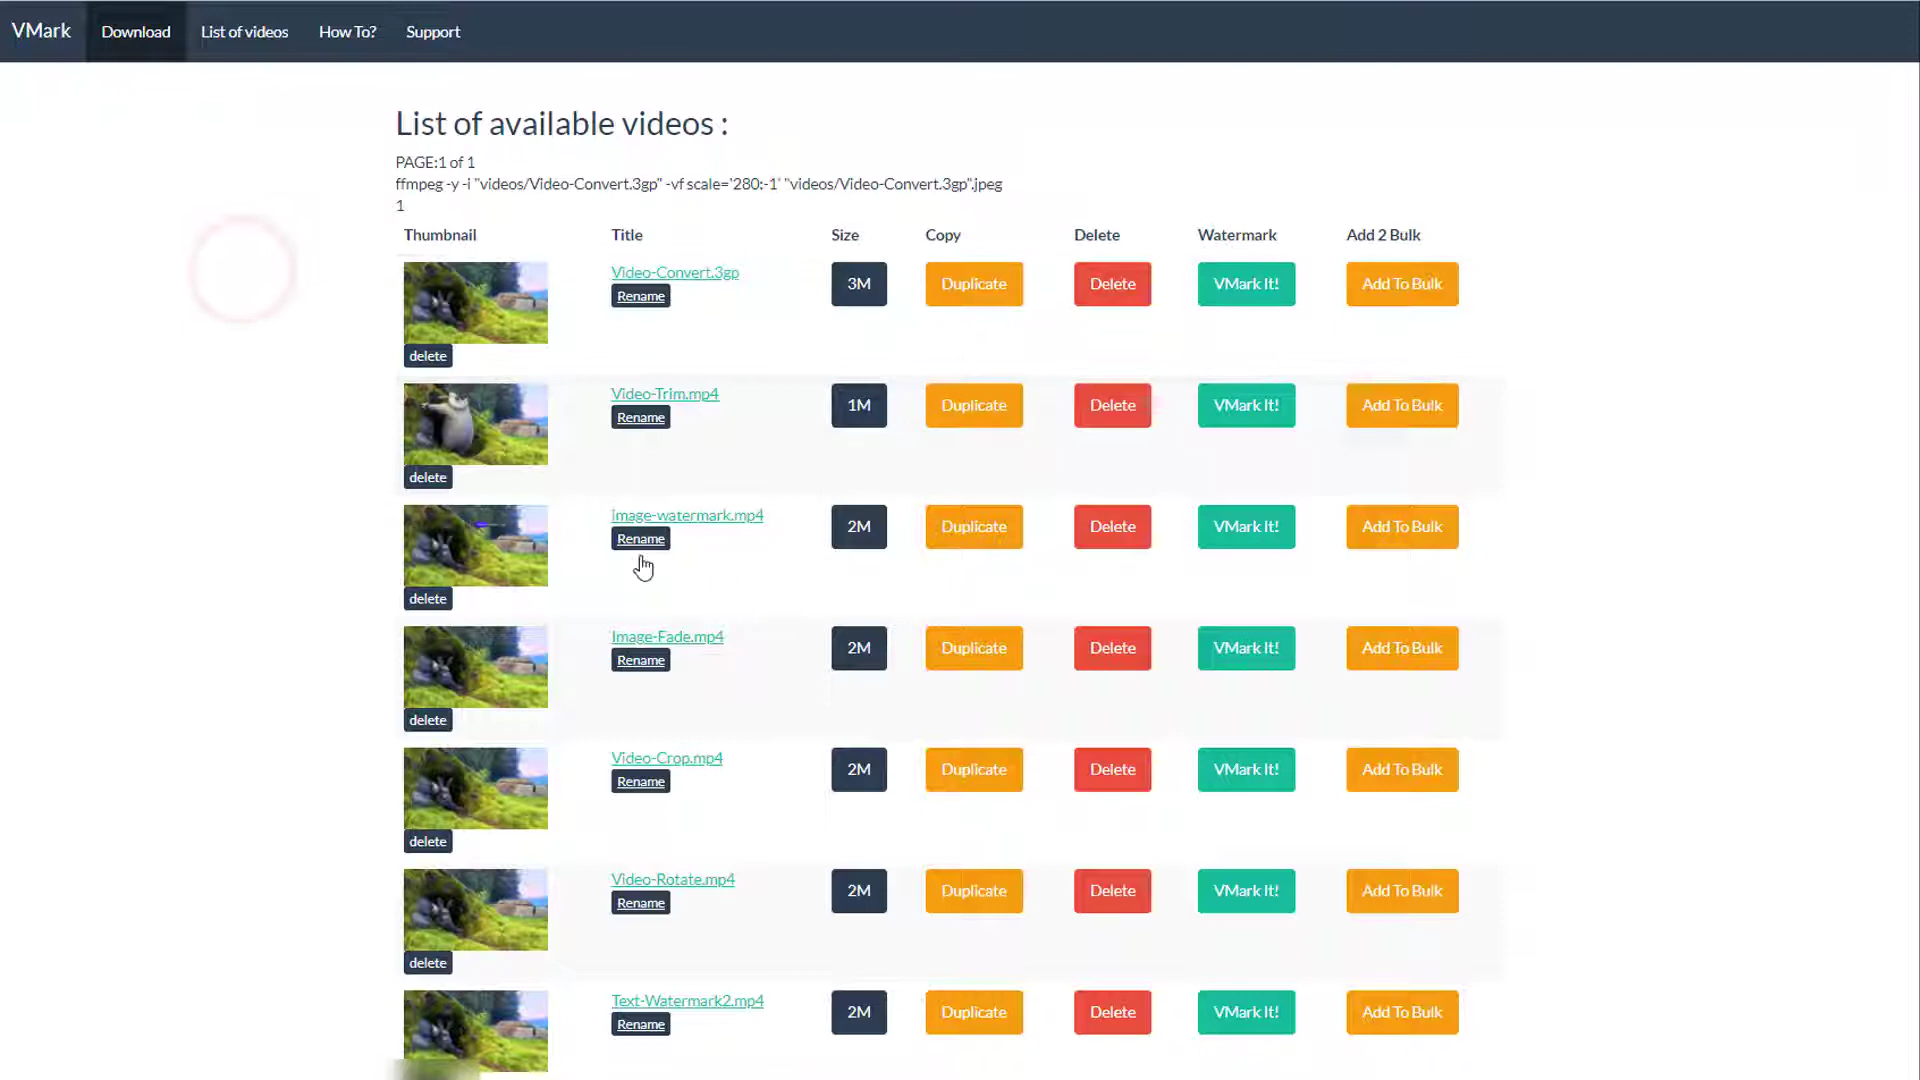 VMark Download List of videos How To? Support
List of available videos :
PAGE:1 of 1
ffmpeg -y -i "videos/Video-Convert.3gp" -vf scale='280:-1' "videos/Video-Convert.3gp".jpeg
1
Thumbnail Title Size Copy Delete Watermark Add 2 Bulk
Video-Convert.3gp 3M Duplicate Delete VMark It! Add To Bulk
Rename
delete
Video-Trim.mp4 1M Duplicate Delete VMark It! Add To Bulk
Rename
delete
Image-watermark.mp4 2M Duplicate Delete VMark It! Add To Bulk
Rename
delete
Image-Fade.mp4 2M Duplicate Delete VMark It! Add To Bulk
Rename
delete
Video-Crop.mp4 2M Duplicate Delete VMark It! Add To Bulk
Rename
delete
Video-Rotate.mp4 2M Duplicate Delete VMark It! Add To Bulk
Rename
delete
Text-Watermark2.mp4 2M Duplicate Delete VMark It! Add To Bulk
Rename